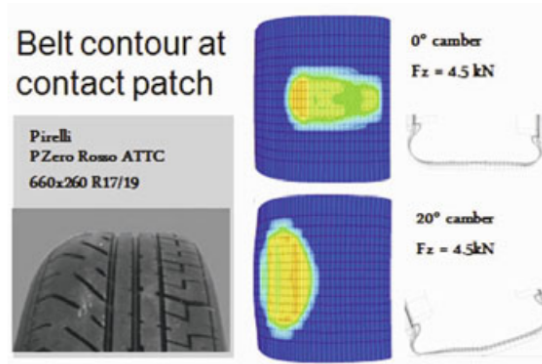 Belt contour at
contact patch
Pirelli
PZero Rosso ATTC
660x260 R17/19
0° camber
Fz = 4.5 kN
20° camber
Fz = 4.5kN